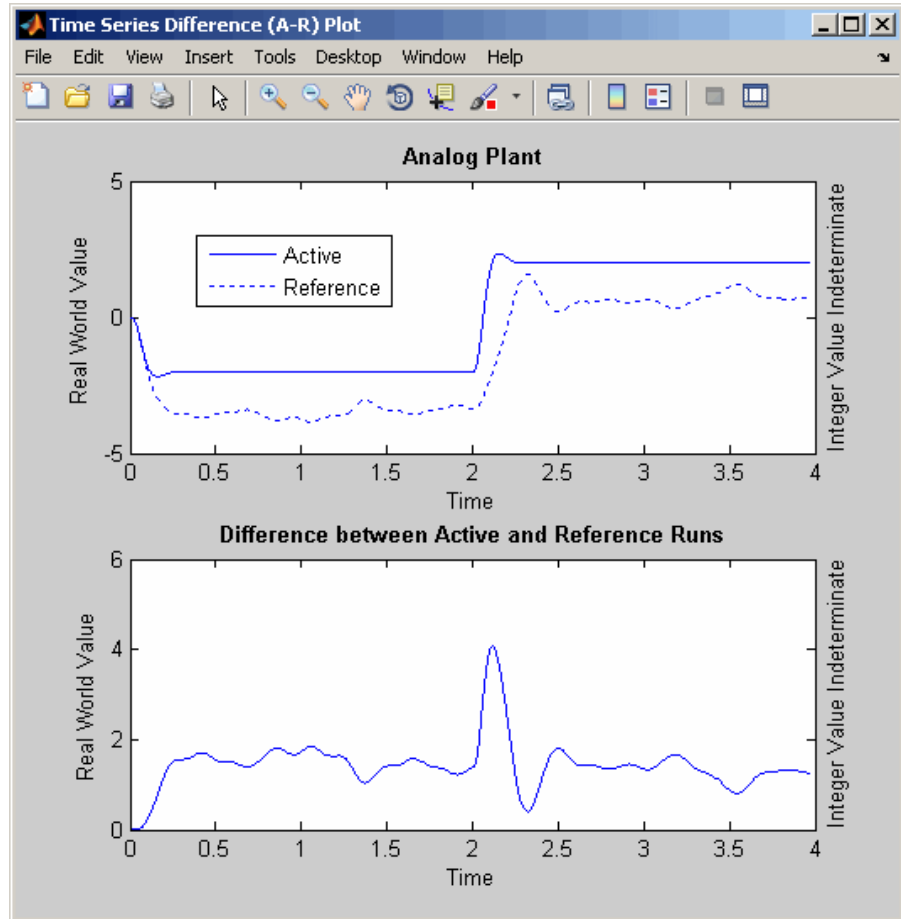 Time Series Difference (A-R) Plot
File Edit View Insert Tools Desktop Window Help
Analog Plant
5
0
-5
Real World Value
Active
Reference
Integer Value Indeterminate
0 0.5 1 1.5 2 2.5 3 3.5 4
Time
Difference between Active and Reference Runs
6
4
2
0
Real World Value
Integer Value Indeterminate
0 0.5 1 1.5 2 2.5 3 3.5 4
Time